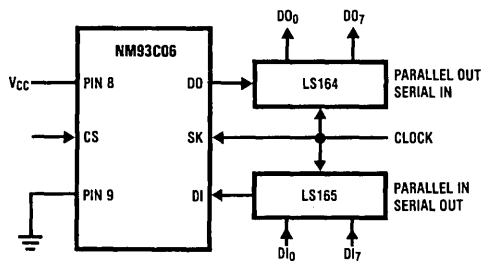 DO0 DO7
NM93C06
VCC PIN 8 DO LS164 PARALLEL OUT
SERIAL IN
CS SK CLOCK
PIN 9 DI LS165 PARALLEL IN
SERIAL OUT
DI0 DI7